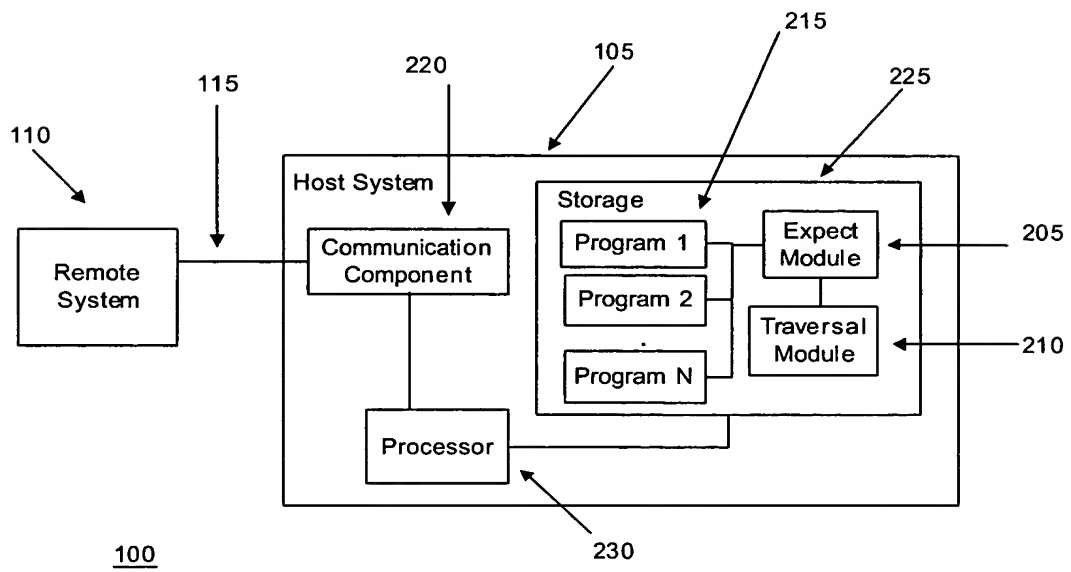 215
105
220
225
115
110
Host System
Storage
Program 1
Expect
Module
205
Communication
Component
Remote
System
Program 2
Traversal
Module
210
Program N
Processor
230
100